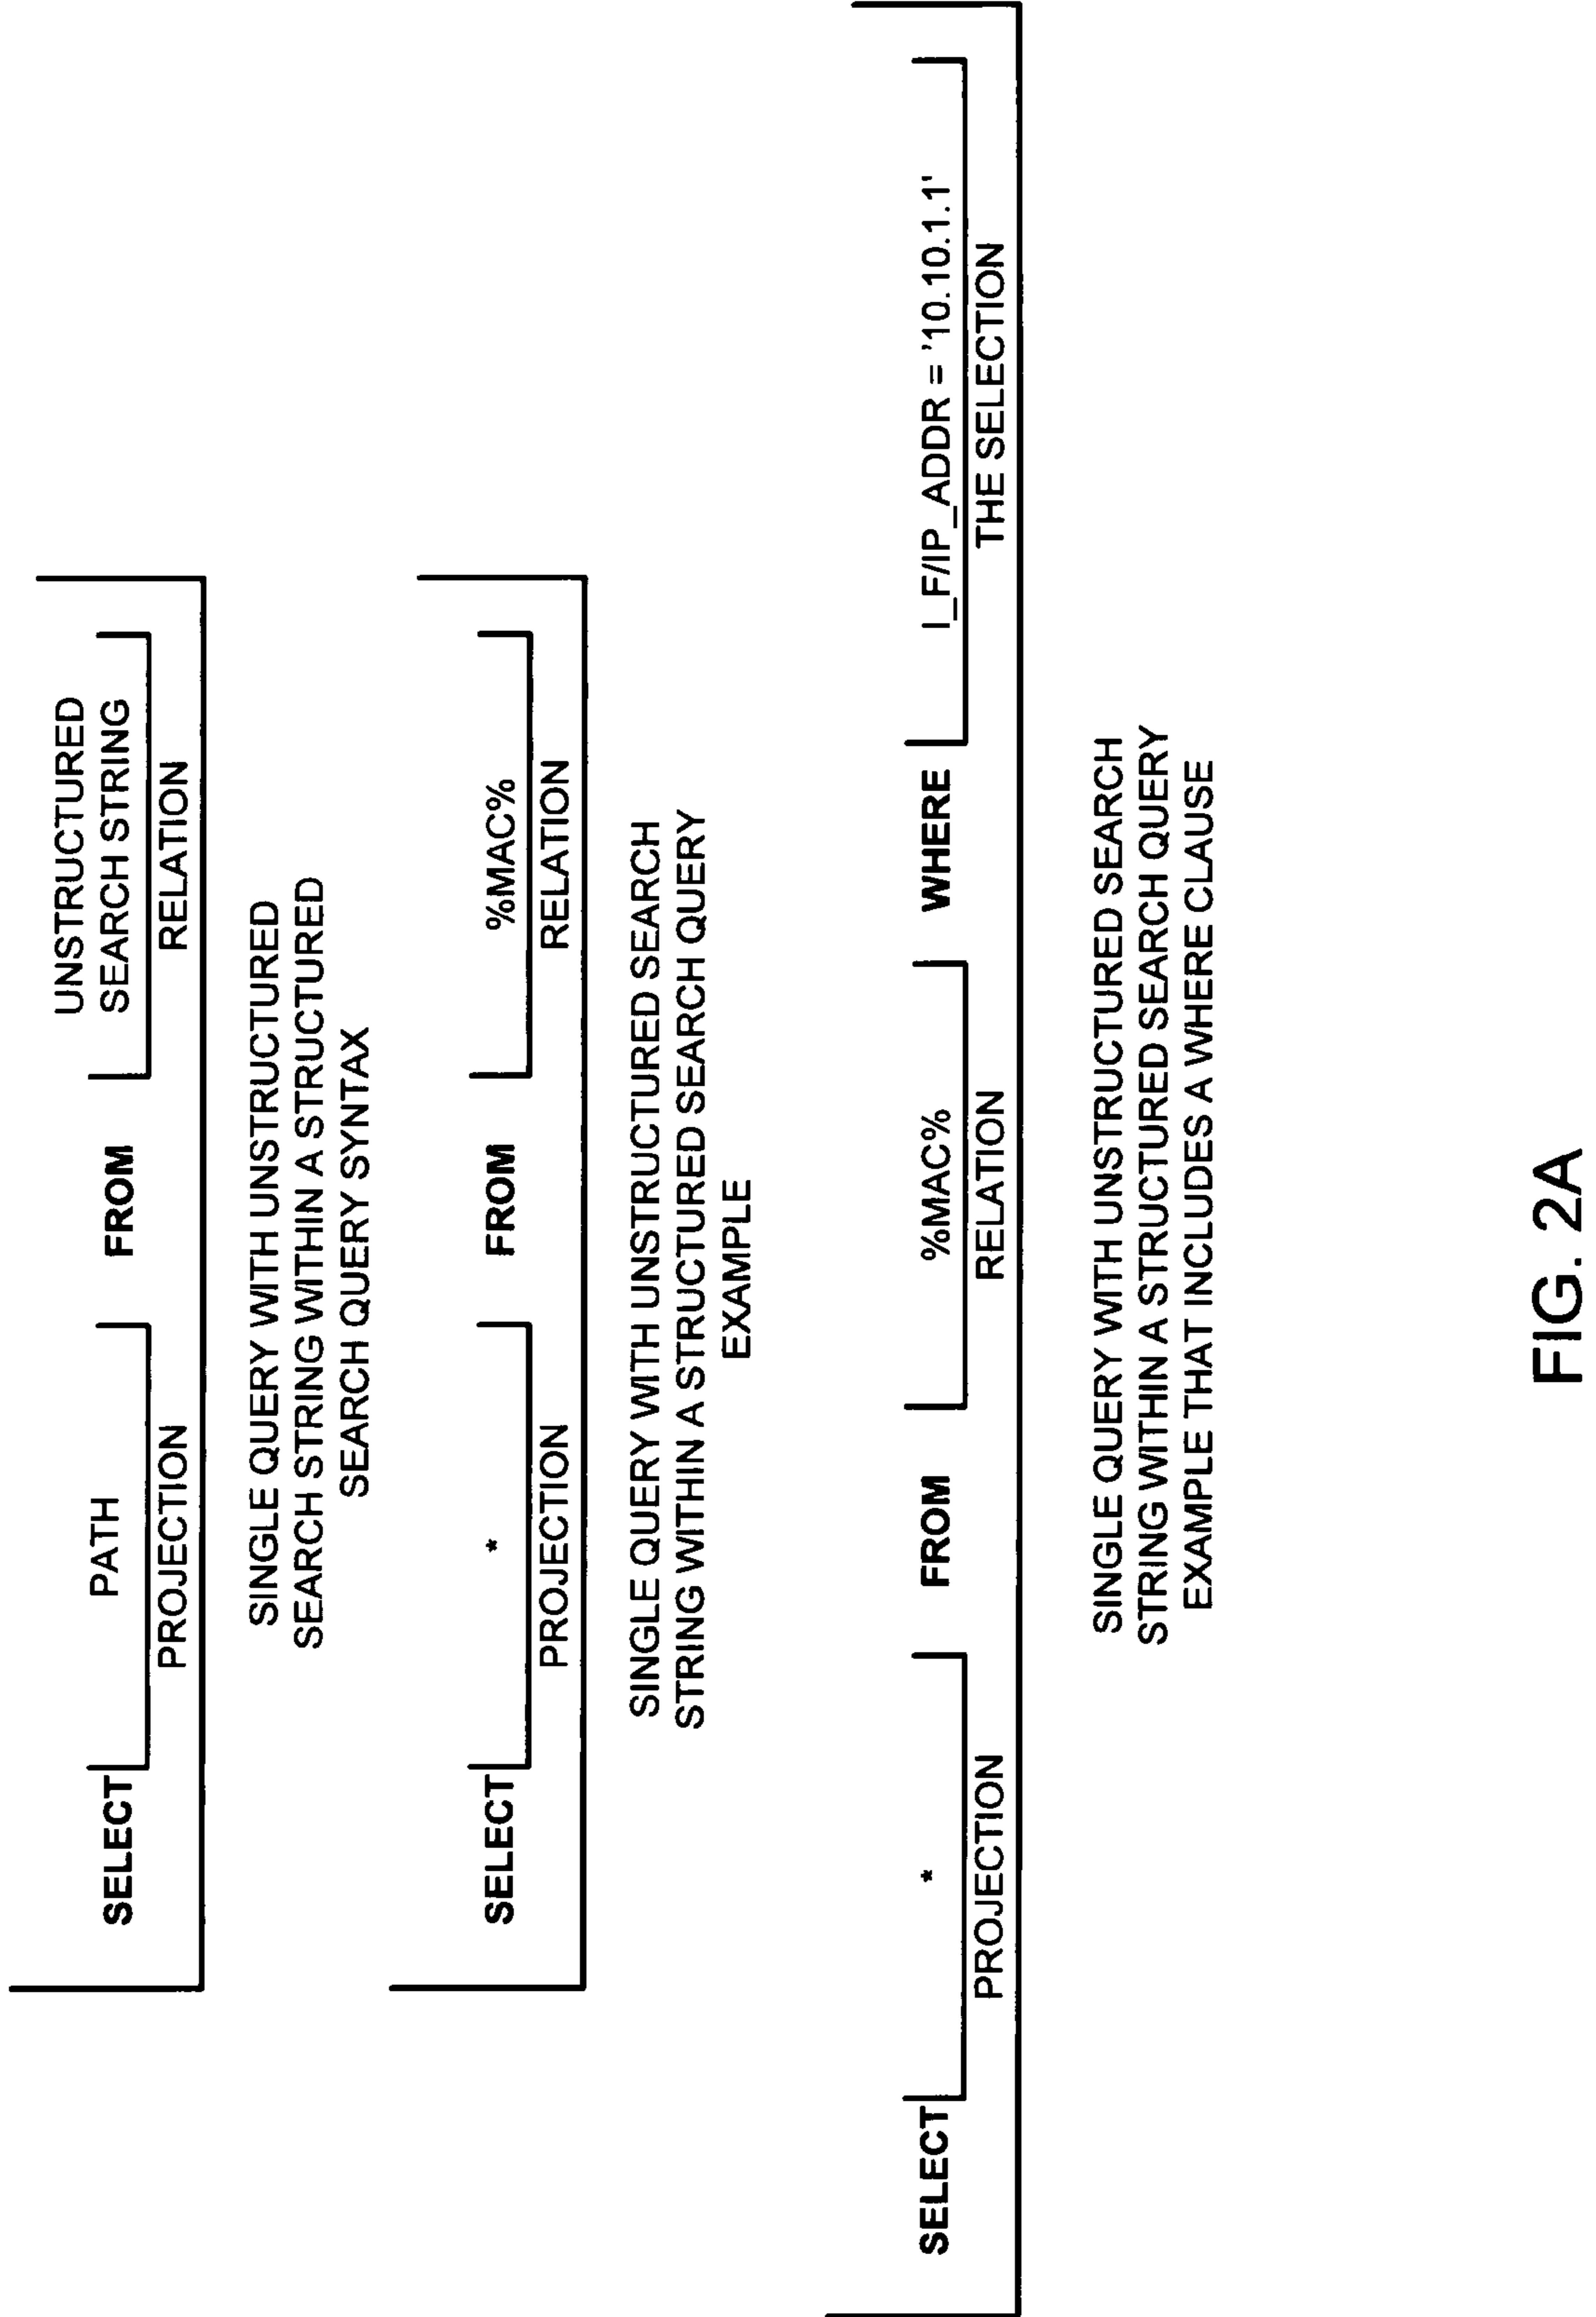 UNSTRUCTURED
SELECT PATH FROM SEARCH STRING
PROJECTION RELATION
SINGLE QUERY WITH UNSTRUCTURED
SEARCH STRING WITHIN A STRUCTURED
SEARCH QUERY SYNTAX
SELECT * FROM %MAC%
PROJECTION RELATION
SINGLE QUERY WITH UNSTRUCTURED SEARCH
STRING WITHIN A STRUCTURED SEARCH QUERY
EXAMPLE
SELECT * FROM %MAC% WHERE I_F/IP_ADDR = '10.10.1.1'
PROJECTION RELATION THE SELECTION
SINGLE QUERY WITH UNSTRUCTURED SEARCH
STRING WITHIN A STRUCTURED SEARCH QUERY
EXAMPLE THAT INCLUDES A WHERE CLAUSE
FIG. 2A